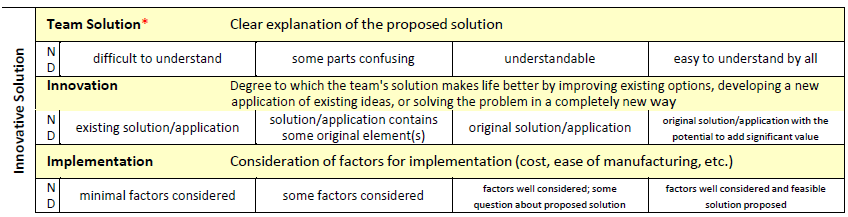 Innovative Solution
Team Solution* Clear explanation of the proposed solution
N
D
difficult to understand
some parts confusing
understandable
easy to understand by all
Innovation Degree to which the team's solution makes life better by improving existing options, developing a new
application of existing ideas, or solving the problem in a completely new way
N
D
existing solution/application
solution/application contains
some original element(s)
original solution/application
original solution/application with the
potential to add significant value
Implementation Consideration of factors for implementation (cost, ease of manufacturing, etc.)
N
D
minimal factors considered
some factors considered
factors well considered; some
question about proposed solution
factors well considered and feasible
solution proposed